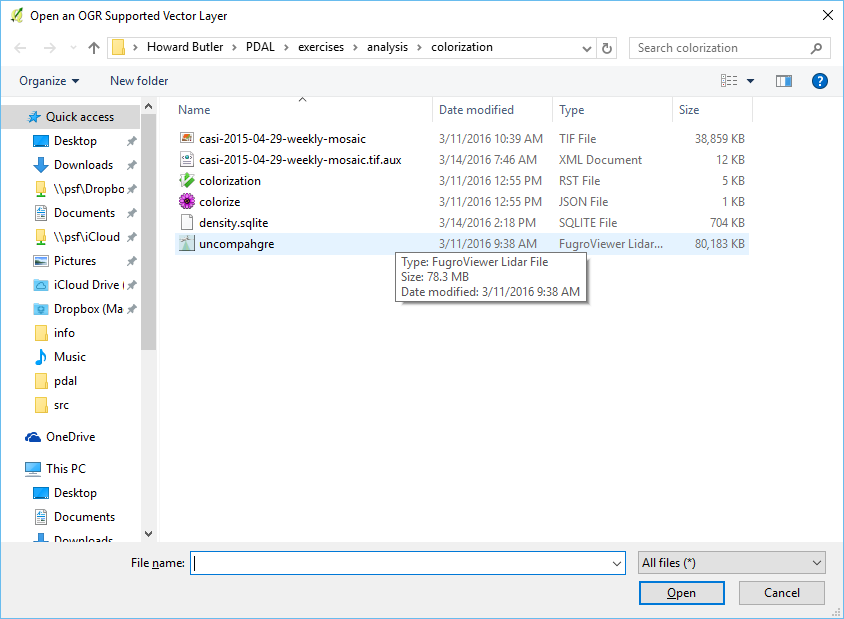 Open an OGR Supported Vector Layer
Howard Butler > PDAL > exercises > analysis > colorization
Search colorization
Organize
New folder
Quick access
Desktop
Downloads
\\psf\Dropbo
Documents
\\psf\iCloud
Pictures
iCloud Drive (
Dropbox (Ma
info
Music
pdal
src
OneDrive
This PC
Desktop
Documents
Downloads
Name Date modified Type Size
casi-2015-04-29-weekly-mosaic 3/11/2016 10:39 AM TIF File 38,859 KB
casi-2015-04-29-weekly-mosaic.tif.aux 3/14/2016 7:46 AM XML Document 12 KB
colorization 3/11/2016 12:55 PM RST File 5 KB
colorize 3/11/2016 12:55 PM JSON File 1 KB
density.sqlite 3/14/2016 2:18 PM SQLITE File 704 KB
uncompahgre 3/11/2016 9:38 AM FugroViewer Lidar... 80,183 KB
Type: FugroViewer Lidar File
Size: 78.3 MB
Date modified: 3/11/2016 9:38 AM
File name:
All files (*)
Open
Cancel